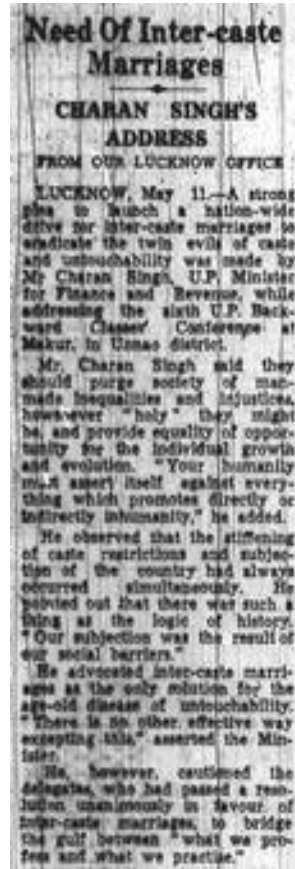 Need Of Inter-caste
Marriages
CHARAN SINGH'S
ADDRESS
FROM OUR LUCKNOW OFFICE
LUCKNOW, May 11.—A strong
plea to launch a nation-wide
drive for inter-caste marriages to
eradicate the twin evils of caste
and untouchability was made by
Mr Charan Singh, U.P. Minister
for Finance and Revenue, while
addressing the sixth U.P. Back-
ward Classes' Conference at
Makur, in Unnao district.
Mr. Charan Singh said they
should purge society of man-
made inequalities and injustices,
however "holy" they might
be, and provide equality of oppor-
tunity for the individual growth
and evolution. "Your humanity
must assert itself against every-
thing which promotes directly or
indirectly inhumanity," he added.
He observed that the stiffening
of caste restrictions and subjec-
tion of the country had always
occurred simultaneously. He
pointed out that there was such a
thing as the logic of history.
"Our subjection was the result of
our social barriers."
He advocated inter-caste marri-
ages as the only solution for the
age-old disease of untouchability.
"There is no other effective way
excepting this," asserted the Min-
ister.
He, however, cautioned the
delegates, who had passed a reso-
lution unanimously in favour of
inter-caste marriages, to bridge
the gulf between "what we pro-
fess and what we practise."